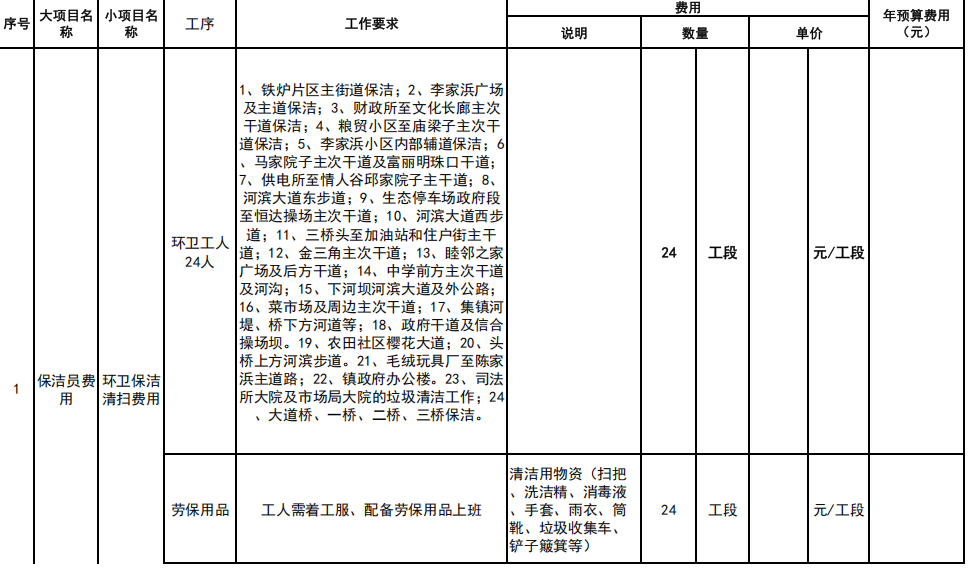 序号
大项目名
称
小项目名
称
工序
工作要求
费用
说明
数量
单价
年预算费用
（元）
1
保洁员费
用
环卫保洁
清扫费用
环卫工人
24人
1、铁炉片区主街道保洁；2、李家浜广场
及主道保洁；3、财政所至文化长廊主次
干道保洁；4、粮贸小区至庙梁子主次干
道保洁；5、李家浜小区内部辅道保洁；6
、马家院子主次干道及富丽明珠口干道；
7、供电所至情人谷邱家院子主干道；8、
河滨大道东步道；9、生态停车场政府段
至恒达操场主次干道；10、河滨大道西步
道；11、三桥头至加油站和住户街主干
道；12、金三角主次干道；13、睦邻之家
广场及后方干道；14、中学前方主次干道
及河沟；15、下河坝河滨大道及外公路；
16、菜市场及周边主次干道；17、集镇河
堤、桥下方河道等；18、政府干道及信合
操场坝。19、农田社区樱花大道；20、头
桥上方河滨步道。21、毛绒玩具厂至陈家
浜主道路；22、镇政府办公楼。23、司法
所大院及市场局大院的垃圾清洁工作；24
、大道桥、一桥、二桥、三桥保洁。
24
工段
元/工段
劳保用品
工人需着工服、配备劳保用品上班
清洁用物资（扫把
、洗洁精、消毒液
、手套、雨衣、筒
靴、垃圾收集车、
铲子簸箕等）
24
工段
元/工段